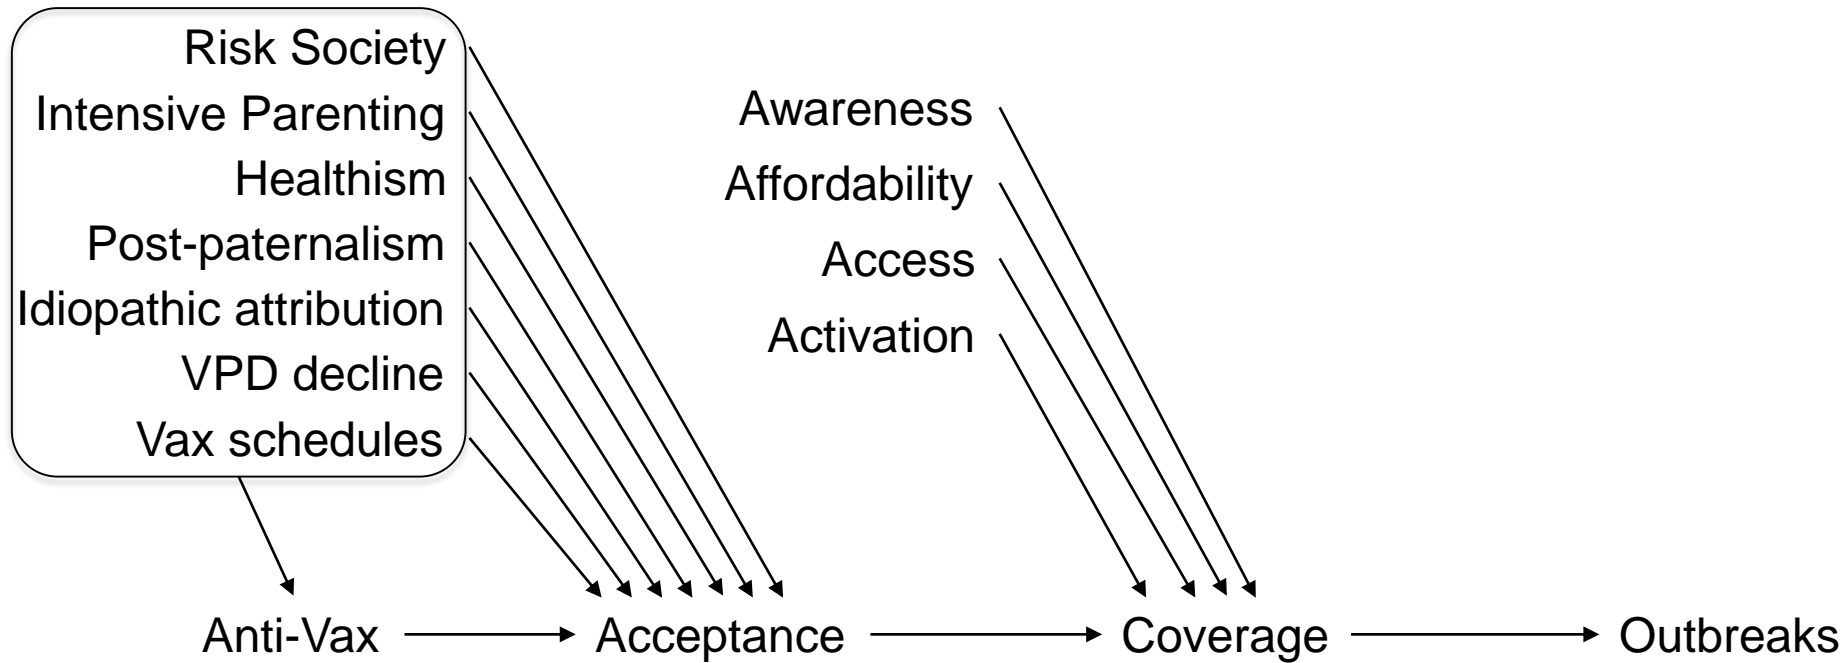 Risk Society
Intensive Parenting
Healthism
Post-paternalism
Idiopathic attribution
VPD decline
Vax schedules
Awareness
Affordability
Access
Activation
Anti-Vax
Acceptance
Coverage
Outbreaks